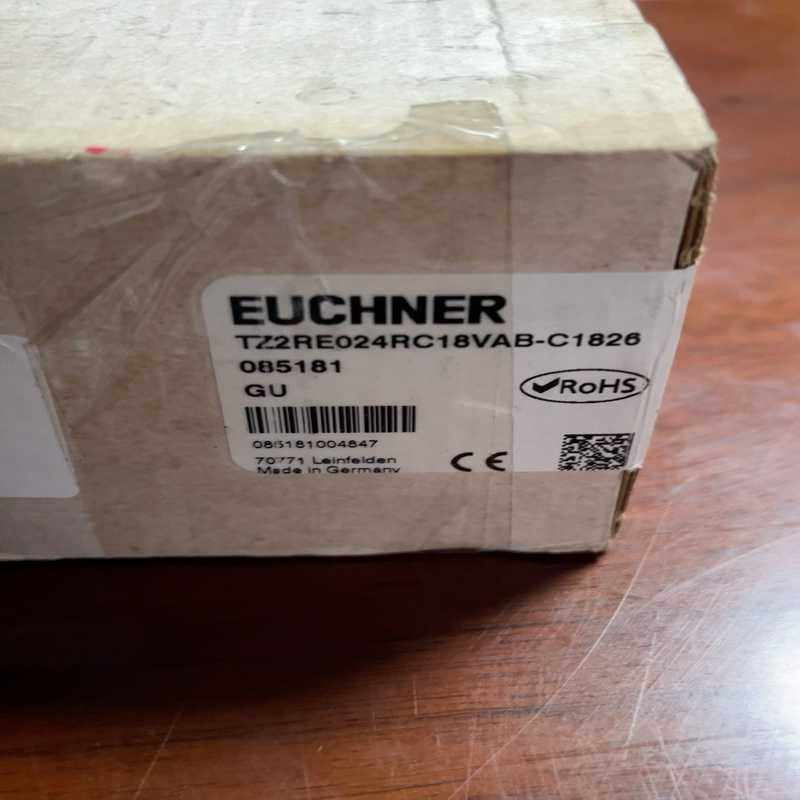 EUCHNER
TZ2RE024RC18VAB-C1826
085181
GU
RoHS
085181004847
70771 Leinfelden
Made in Germany
CE